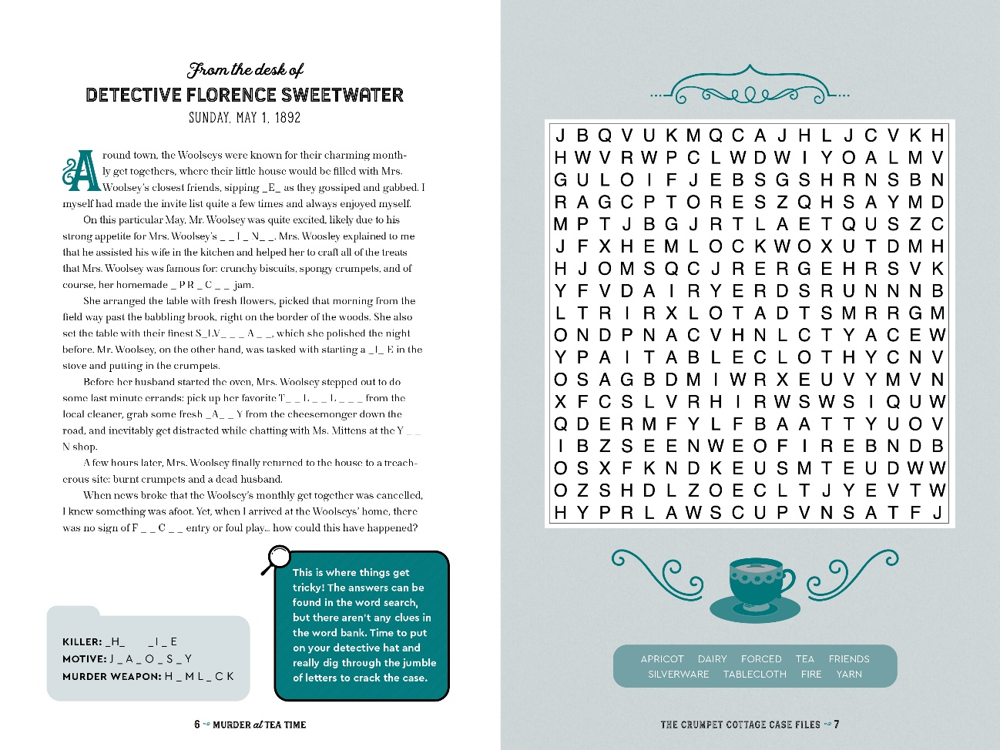 From the desk of
DETECTIVE FLORENCE SWEETWATER
SUNDAY, MAY 1, 1892
Around town, the Woolseys were known for their charming month-
ly get togethers, where their little house would be filled with Mrs.
Woolsey's closest friends, sipping _E_ as they gossiped and gabbed. I
myself had made the invite list quite a few times and always enjoyed myself.
On this particular May, Mr. Woolsey was quite excited, likely due to his
strong appetite for Mrs. Woolsey's _ _ I _ N_ _. Mrs. Woosley explained to me
that he assisted his wife in the kitchen and helped her to craft all of the treats
that Mrs. Woolsey was famous for: crunchy biscuits, spongy crumpets, and of
course, her homemade _ P R _ C _ _ jam.
She arranged the table with fresh flowers, picked that morning from the
field way past the babbling brook, right on the border of the woods. She also
set the table with their finest S_LV_ _ _ A _ _, which she polished the night
before. Mr. Woolsey, on the other hand, was tasked with starting a _I_ E in the
stove and putting in the crumpets.
Before her husband started the oven, Mrs. Woolsey stepped out to do
some last minute errands: pick up her favorite T_ _ L _ _ L _ _ _ from the
local cleaner, grab some fresh _A_ _ Y from the cheesemonger down the
road, and inevitably get distracted while chatting with Ms. Mittens at the Y _ _
N shop.
A few hours later, Mrs. Woolsey finally returned to the house to a treach-
erous site: burnt crumpets and a dead husband.
When news broke that the Woolsey's monthly get together was cancelled,
I knew something was afoot. Yet, when I arrived at the Woolseys' home, there
was no sign of F _ _ C _ _ entry or foul play... how could this have happened?
This is where things get
tricky! The answers can be
found in the word search,
but there aren't any clues in
the word bank. Time to put
on your detective hat and
really dig through the jumble
of letters to crack the case.
KILLER: _H_ _I_E
MOTIVE: J _ A _ O _ S _ Y
MURDER WEAPON: H _ M L _ C K
6 MURDER at TEA TIME
J B Q V U K M Q C A J H L J C V K H
H W V R W P C L W D W I Y O A L M V
G U L O I F J E B S G S H R N S B N
R A G C P T O R E S Z Q H S A Y M D
M P T J B G J R T L A E T Q U S Z C
J F X H E M L O C K W O X U T D M H
H J O M S Q C J R E R G E H R S V K
Y F V D A I R Y E R D S R U N N N B
L T R I R X L O T A D T S M R R G M
O N D P N A C V H N L C T Y A C E W
Y P A I T A B L E C L O T H Y C N V
O S A G B D M I W R X E U V Y M V N
X F C S L V R H I R W S W S I Q U W
Q D E R M F Y L F B A A T T Y U O V
I B Z S E E N W E O F I R E B N D B
O S X F K N D K E U S M T E U D W W
O Z S H D L Z O E C L T J Y E V T W
H Y P R L A W S C U P V N S A T F J
APRICOT DAIRY FORCED TEA FRIENDS
SILVERWARE TABLECLOTH FIRE YARN
THE CRUMPET COTTAGE CASE FILES 7